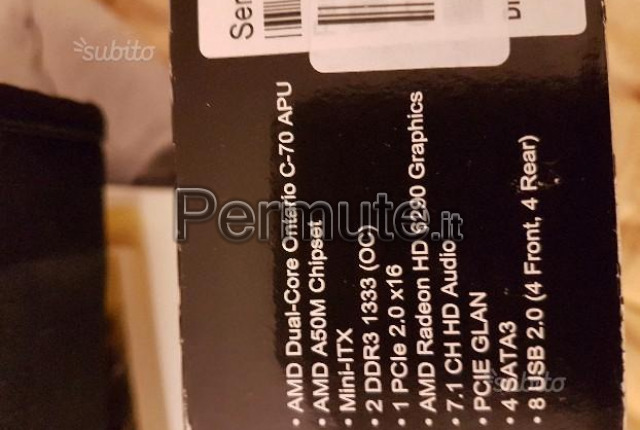 subito
Ser
• AMD Dual-Core Ontario C-70 APU
• AMD A50M Chipset
• Mini-ITX
• 2 DDR3 1333 (OC)
• 1 PCIe 2.0 x16
• AMD Radeon HD 6290 Graphics
• 7.1 CH HD Audio
• PCIE GLAN
• 4 SATA3
• 8 USB 2.0 (4 Front, 4 Rear)
Permute.it
subito